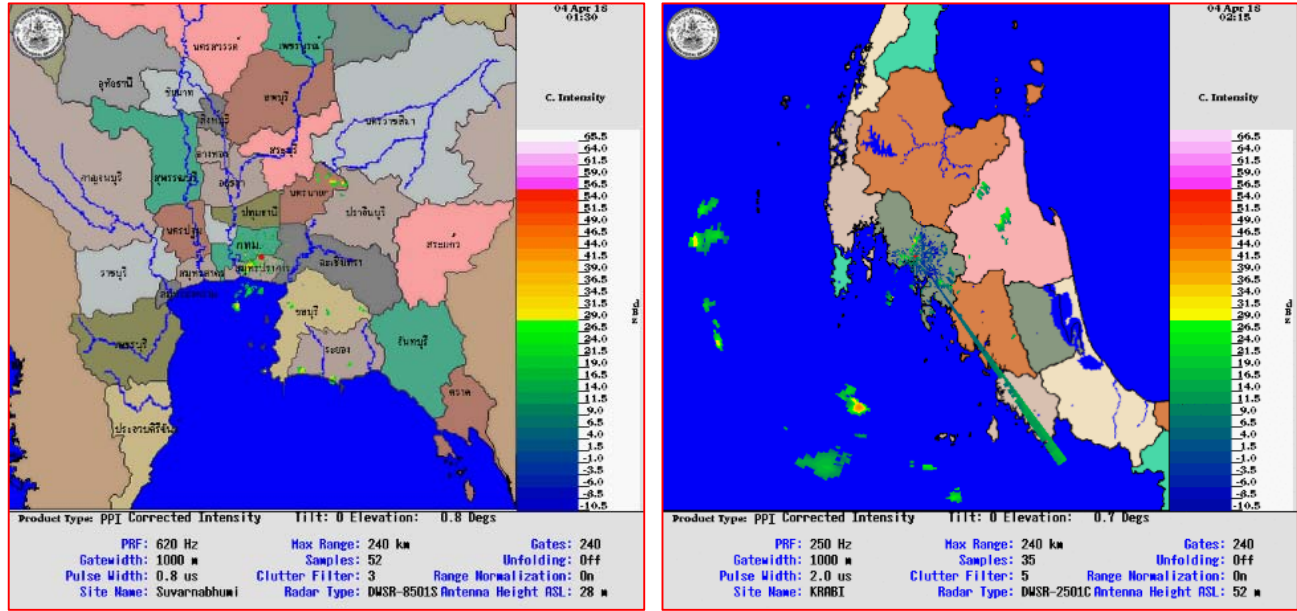 04 Apr 18
01:30
C. Intensity
65.5
64.0
61.5
59.0
56.5
54.0
51.5
49.0
46.5
44.0
41.5
39.0
36.5
34.0
31.5
29.0
26.5
24.0
21.5
19.0
16.5
14.0
11.5
9.0
6.5
4.0
1.5
-1.0
-3.5
-6.0
-8.5
-10.5
นครสวรรค์
เพชรบูรณ์
อุทัยธานี
ชัยนาท
ลพบุรี
สิงห์บุรี
นครราชสีมา
อ่างทอง
สระบุรี
กาญจนบุรี
สุพรรณบุรี
อยุธยา
นครนายก
ปราจีนบุรี
ปทุมธานี
นครปฐม
กทม.
สระแก้ว
ราชบุรี
สมุทรสาคร
สมุทรปราการ
ฉะเชิงเทรา
ชลบุรี
เพชรบุรี
ระยอง
จันทบุรี
ตราด
ประจวบคีรีขันธ์
Product Type: PPI Corrected Intensity Tilt: 0 Elevation: 0.8 Degs
PRF: 620 Hz Max Range: 240 km Gates: 240
Gatewidth: 1000 m Samples: 52 Unfolding: Off
Pulse Width: 0.8 us Clutter Filter: 3 Range Normalization: On
Site Name: Suvarnabhumi Radar Type: DWSR-8501S Antenna Height ASL: 28 m
04 Apr 18
02:15
C. Intensity
66.5
64.0
61.5
59.0
56.5
54.0
51.5
49.0
46.5
44.0
41.5
39.0
36.5
34.0
31.5
29.0
26.5
24.0
21.5
19.0
16.5
14.0
11.5
9.0
6.5
4.0
1.5
-1.0
-3.5
-6.0
-8.5
-10.5
Product Type: PPI Corrected Intensity Tilt: 0 Elevation: 0.7 Degs
PRF: 250 Hz Max Range: 240 km Gates: 240
Gatewidth: 1000 m Samples: 35 Unfolding: Off
Pulse Width: 2.0 us Clutter Filter: 5 Range Normalization: On
Site Name: KRABI Radar Type: DWSR-2501C Antenna Height ASL: 52 m